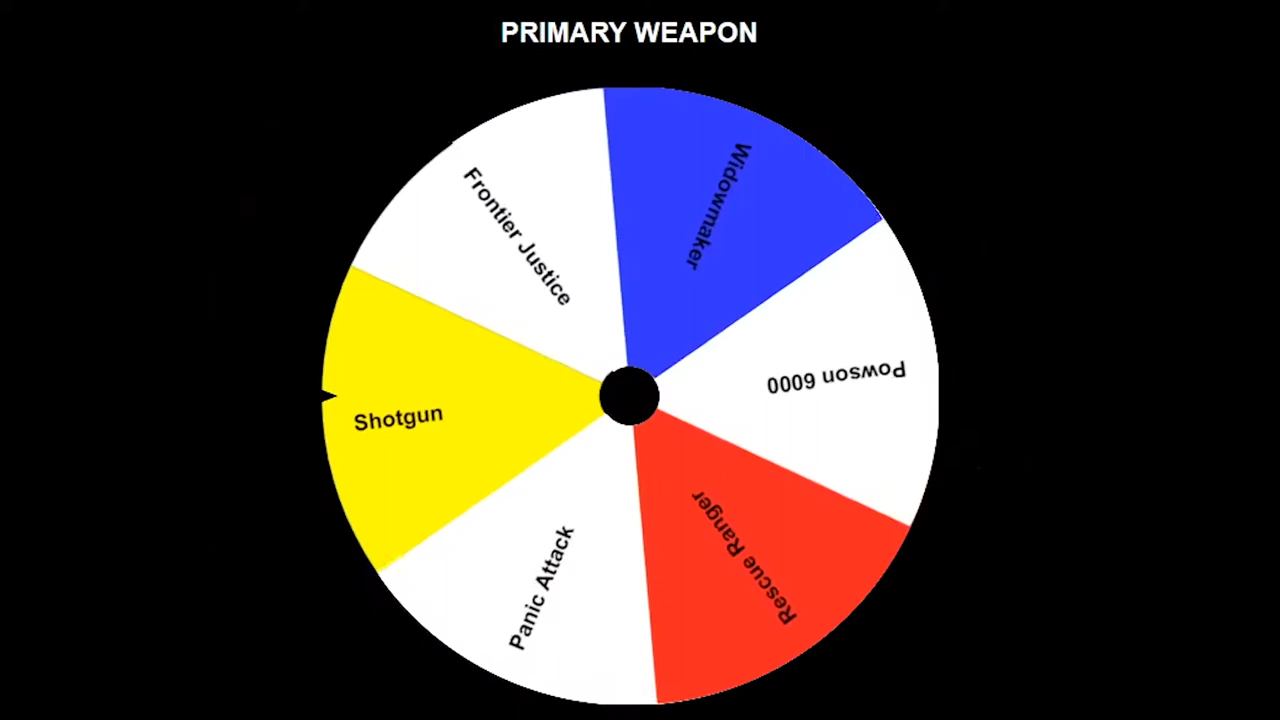 PRIMARY WEAPON
Frontier Justice
Widowmaker
Powson 6000
Shotgun
Rescue Ranger
Panic Attack